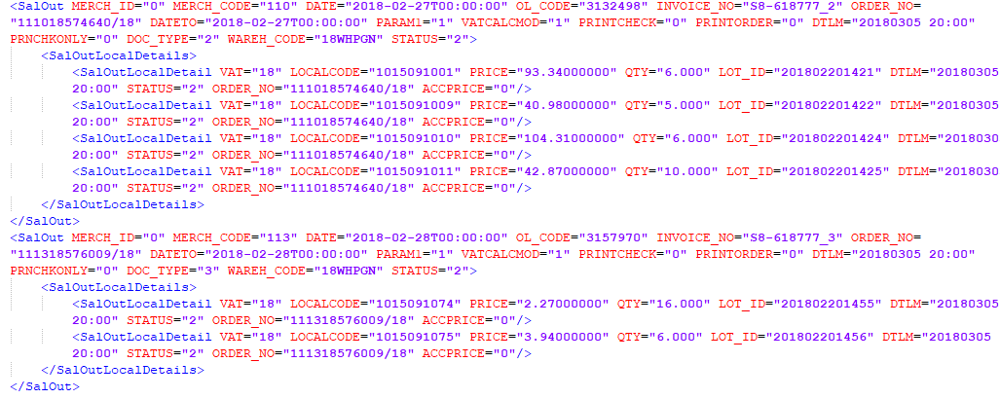 <SalOut MERCH_ID="0" MERCH_CODE="110" DATE="2018-02-27T00:00:00" OL_CODE="3132498" INVOICE_NO="S8-618777_2" ORDER_NO=
"111018574640/18" DATETO="2018-02-27T00:00:00" PARAM1="1" VATCALCMOD="1" PRINTCHECK="0" PRINTORDER="0" DTLM="20180305 20:00"
PRNCHKONLY="0" DOC_TYPE="2" WAREH_CODE="18WHPGN" STATUS="2">
<SalOutLocalDetails>
<SalOutLocalDetail VAT="18" LOCALCODE="1015091001" PRICE="93.34000000" QTY="6.000" LOT_ID="201802201421" DTLM="20180305
20:00" STATUS="2" ORDER_NO="111018574640/18" ACCPRICE="0"/>
<SalOutLocalDetail VAT="18" LOCALCODE="1015091009" PRICE="40.98000000" QTY="5.000" LOT_ID="201802201422" DTLM="20180305
20:00" STATUS="2" ORDER_NO="111018574640/18" ACCPRICE="0"/>
<SalOutLocalDetail VAT="18" LOCALCODE="1015091010" PRICE="104.31000000" QTY="6.000" LOT_ID="201802201424" DTLM="2018030
20:00" STATUS="2" ORDER_NO="111018574640/18" ACCPRICE="0"/>
<SalOutLocalDetail VAT="18" LOCALCODE="1015091011" PRICE="42.87000000" QTY="10.000" LOT_ID="201802201425" DTLM="2018030
20:00" STATUS="2" ORDER_NO="111018574640/18" ACCPRICE="0"/>
</SalOutLocalDetails>
</SalOut>
<SalOut MERCH_ID="0" MERCH_CODE="113" DATE="2018-02-28T00:00:00" OL_CODE="3157970" INVOICE_NO="S8-618777_3" ORDER_NO=
"111318576009/18" DATETO="2018-02-28T00:00:00" PARAM1="1" VATCALCMOD="1" PRINTCHECK="0" PRINTORDER="0" DTLM="20180305 20:00"
PRNCHKONLY="0" DOC_TYPE="3" WAREH_CODE="18WHPGN" STATUS="2">
<SalOutLocalDetails>
<SalOutLocalDetail VAT="18" LOCALCODE="1015091074" PRICE="2.27000000" QTY="16.000" LOT_ID="201802201455" DTLM="20180305
20:00" STATUS="2" ORDER_NO="111318576009/18" ACCPRICE="0"/>
<SalOutLocalDetail VAT="18" LOCALCODE="1015091075" PRICE="3.94000000" QTY="6.000" LOT_ID="201802201456" DTLM="20180305
20:00" STATUS="2" ORDER_NO="111318576009/18" ACCPRICE="0"/>
</SalOutLocalDetails>
</SalOut>